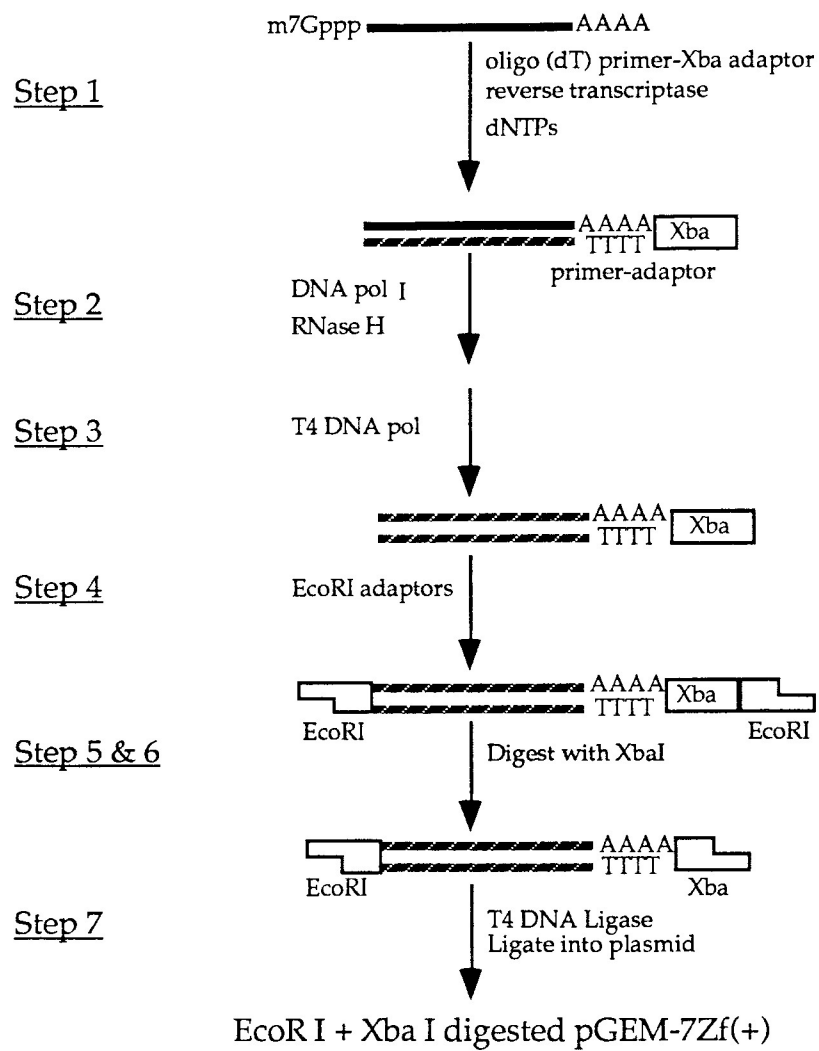 m7Gppp AAAA
Step 1
oligo (dT) primer-Xba adaptor
reverse transcriptase
dNTPs
AAAA Xba
TTTT
primer-adaptor
Step 2
DNA pol I
RNase H
Step 3
T4 DNA pol
AAAA Xba
TTTT
Step 4
EcoRI adaptors
AAAA Xba
TTTT
EcoRI EcoRI
Step 5 & 6
Digest with XbaI
AAAA
TTTT
EcoRI Xba
Step 7
T4 DNA Ligase
Ligate into plasmid
EcoR I + Xba I digested pGEM-7Zf(+)